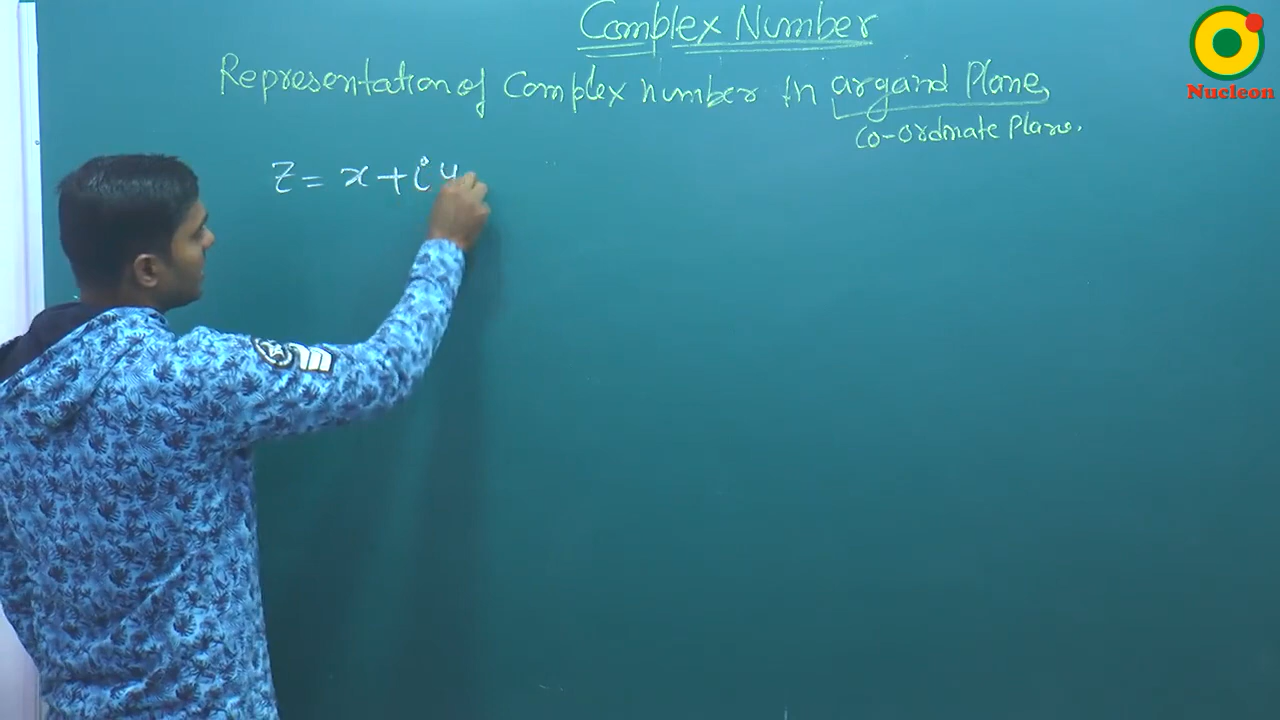 Complex Number
Nucleon
Representation of Complex number in argand Plane,
Co-ordinate Plane.
Z = x + iy